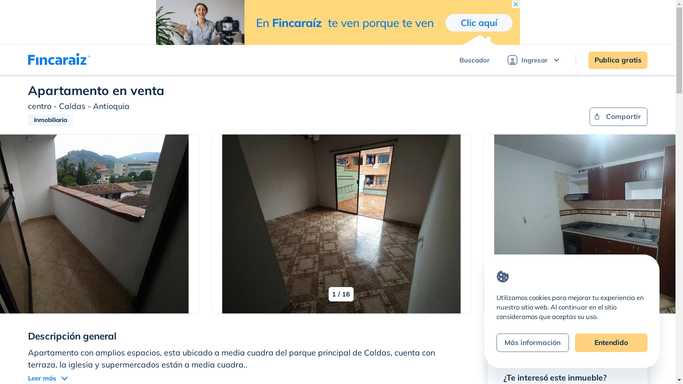 En Fincaraíz te ven porque te ven
Clic aquí
Fincaraiz
Buscador
Ingresar
Publica gratis
Apartamento en venta
centro - Caldas - Antioquia
Inmobiliaria
Compartir
1 / 16
Utilizamos cookies para mejorar tu experiencia en
nuestro sitio web. Al continuar en el sitio
consideramos que aceptas su uso.
Más información
Entendido
Descripción general
Apartamento con amplios espacios, esta ubicado a media cuadra del parque principal de Caldas, cuenta con
terraza, la iglesia y supermercados están a media cuadra..
Leer más
¿Te interesó este inmueble?